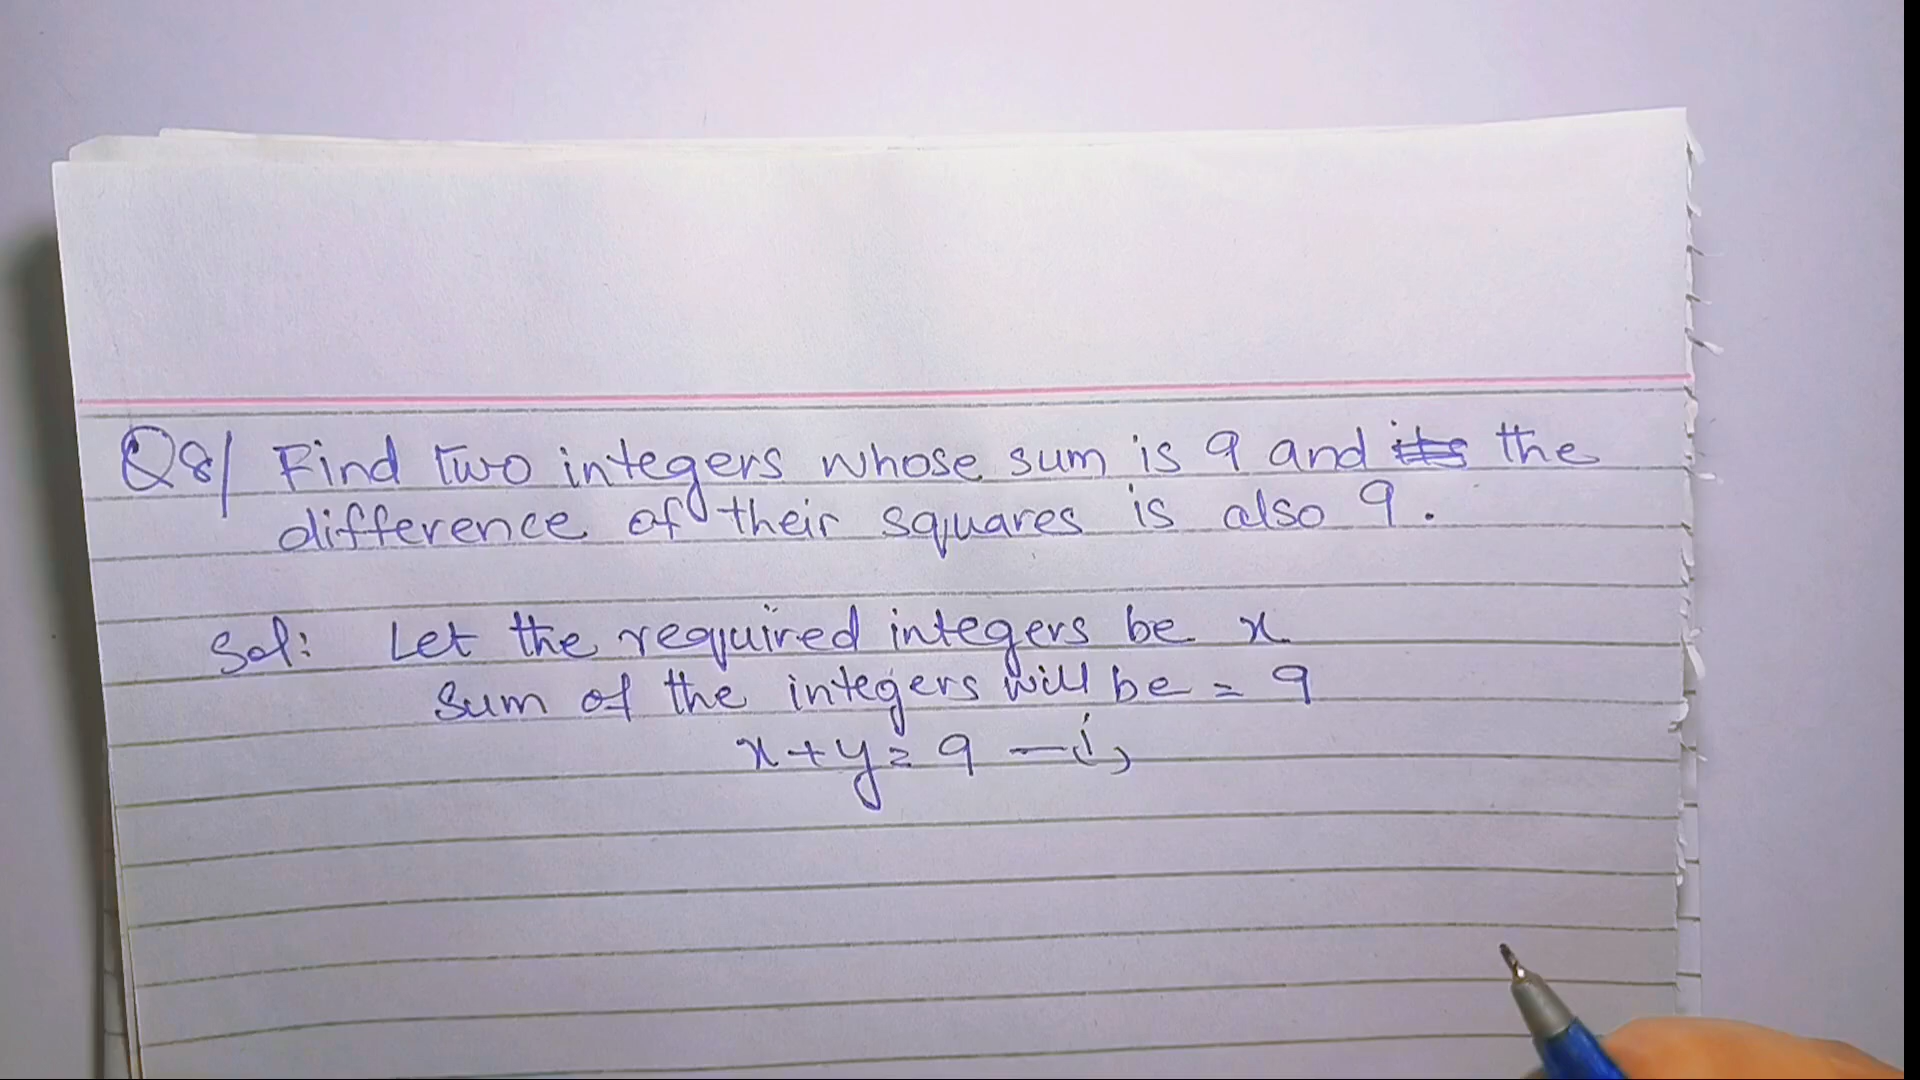 Q8/ Find two integers whose sum is 9 and its the
difference of their squares is also 9.
Sol: Let the required integers be x
Sum of the integers will be = 9
x + y = 9 — i,